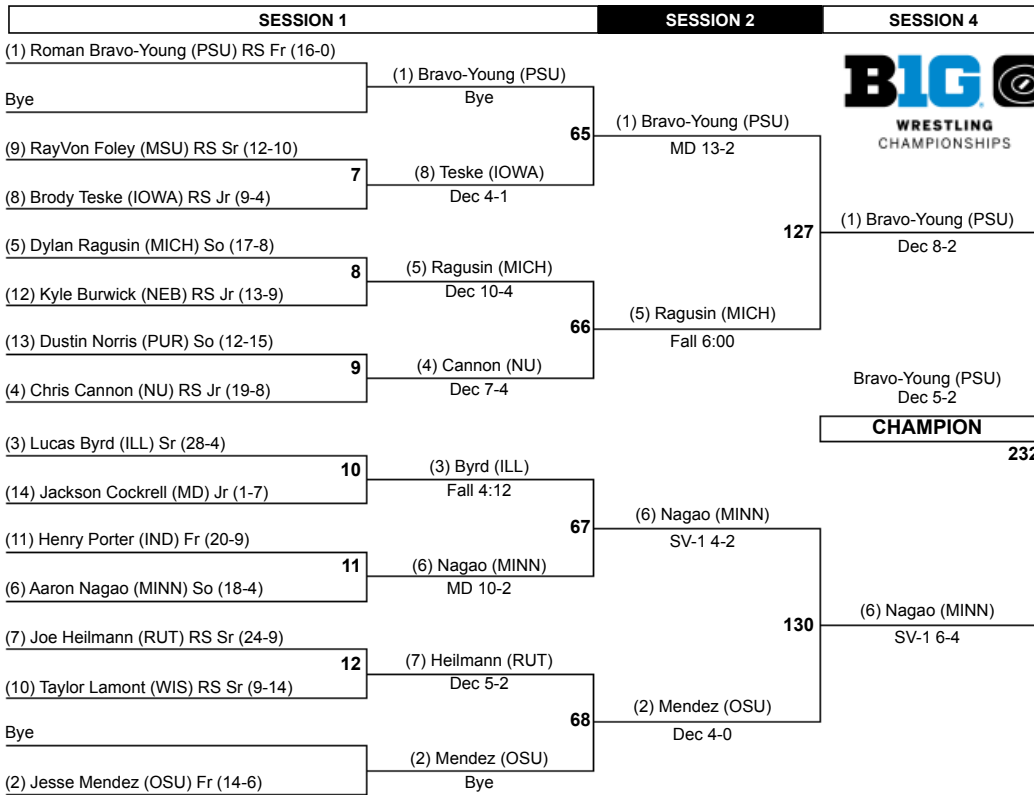 SESSION 1
SESSION 2
SESSION 4
(1) Roman Bravo-Young (PSU) RS Fr (16-0)
Bye
(9) RayVon Foley (MSU) RS Sr (12-10)
7
(8) Brody Teske (IOWA) RS Jr (9-4)
(5) Dylan Ragusin (MICH) So (17-8)
8
(12) Kyle Burwick (NEB) RS Jr (13-9)
(13) Dustin Norris (PUR) So (12-15)
9
(4) Chris Cannon (NU) RS Jr (19-8)
(3) Lucas Byrd (ILL) Sr (28-4)
10
(14) Jackson Cockrell (MD) Jr (1-7)
(11) Henry Porter (IND) Fr (20-9)
11
(6) Aaron Nagao (MINN) So (18-4)
(7) Joe Heilmann (RUT) RS Sr (24-9)
12
(10) Taylor Lamont (WIS) RS Sr (9-14)
Bye
(2) Jesse Mendez (OSU) Fr (14-6)
(1) Bravo-Young (PSU)
Bye
65
(8) Teske (IOWA)
Dec 4-1
(5) Ragusin (MICH)
Dec 10-4
66
(4) Cannon (NU)
Dec 7-4
(3) Byrd (ILL)
Fall 4:12
67
(6) Nagao (MINN)
MD 10-2
(7) Heilmann (RUT)
Dec 5-2
68
(2) Mendez (OSU)
Bye
(1) Bravo-Young (PSU)
MD 13-2
127
(5) Ragusin (MICH)
Fall 6:00
(6) Nagao (MINN)
SV-1 4-2
130
(2) Mendez (OSU)
Dec 4-0
B1G
WRESTLING
CHAMPIONSHIPS
(1) Bravo-Young (PSU)
Dec 8-2
Bravo-Young (PSU)
Dec 5-2
CHAMPION
232
(6) Nagao (MINN)
SV-1 6-4